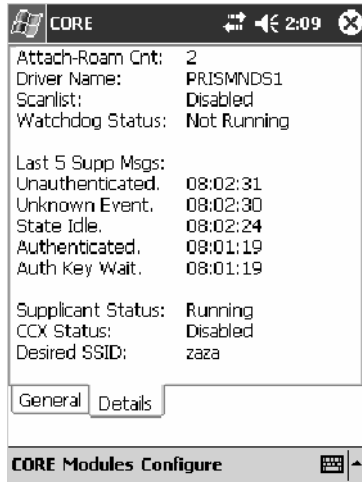 CORE 2:09
Attach-Roam Cnt: 2
Driver Name: PRISMNDS1
Scanlist: Disabled
Watchdog Status: Not Running
Last 5 Supp Msgs:
Unauthenticated. 08:02:31
Unknown Event. 08:02:30
State Idle. 08:02:24
Authenticated. 08:01:19
Auth Key Wait. 08:01:19
Supplicant Status: Running
CCX Status: Disabled
Desired SSID: zaza
General Details
CORE Modules Configure